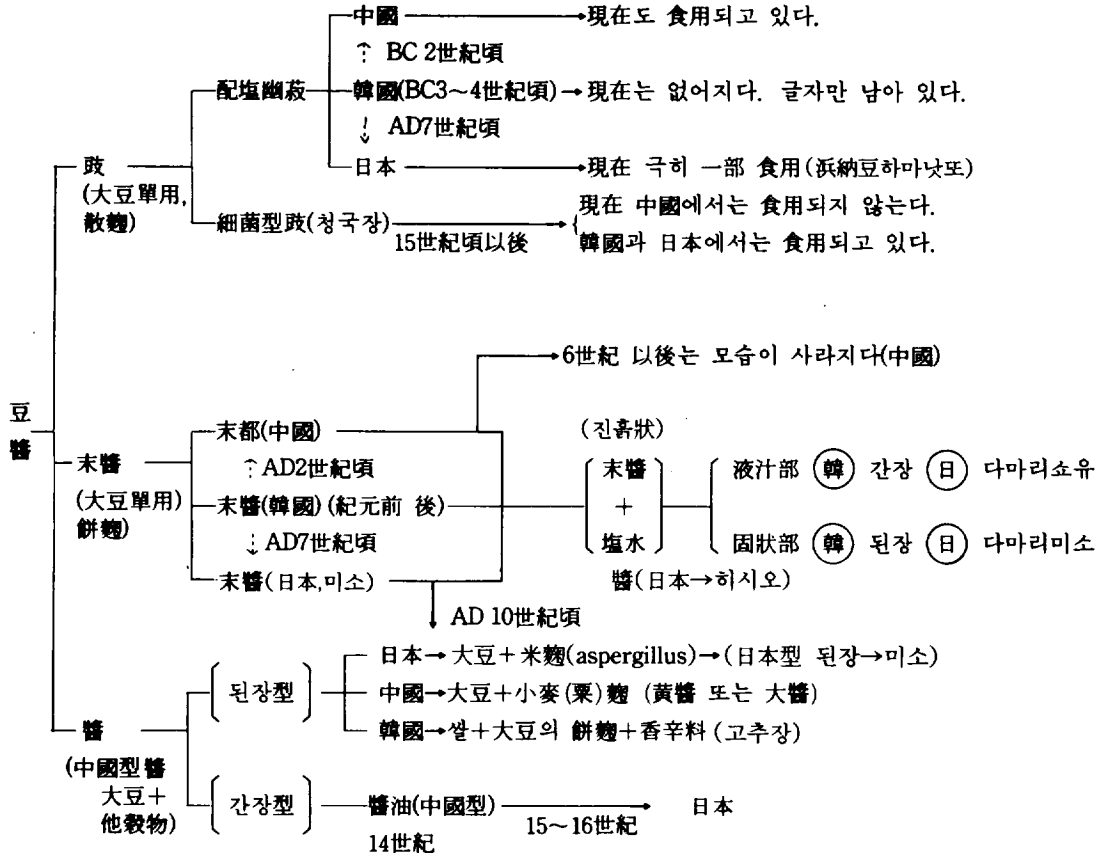 中國 → 現在도 食用되고 있다.
↑ BC 2世紀頃
配塩幽菽 韓國(BC3~4世紀頃) → 現在는 없어지다. 글자만 남아 있다.
↓ AD7世紀頃
日本 → 現在 극히 一部 食用(浜納豆하마낫또)
豉
(大豆單用,
散麴)
細菌型豉(청국장) → 現在 中國에서는 食用되지 않는다.
15世紀頃以後
韓國과 日本에서는 食用되고 있다.
→ 6世紀 以後는 모습이 사라지다(中國)
豆
醬
末都(中國)
↑ AD2世紀頃
末醬
(大豆單用)
餠麴)
末醬(韓國)(紀元前 後)
↓ AD7世紀頃
末醬(日本,미소)
(진흙狀)
末醬
+
塩水
醬(日本→히시오)
液汁部 韓 간장 日 다마리쇼유
固狀部 韓 된장 日 다마리미소
AD 10世紀頃
醬
(中國型醬
大豆+
他穀物)
된장型
日本→大豆+米麴(aspergillus)→(日本型 된장→미소)
中國→大豆+小麥(粟)麴 (黃醬 또는 大醬)
韓國→쌀+大豆의 餠麴+香辛料(고추장)
간장型 醬油(中國型) → 日本
14世紀
15~16世紀